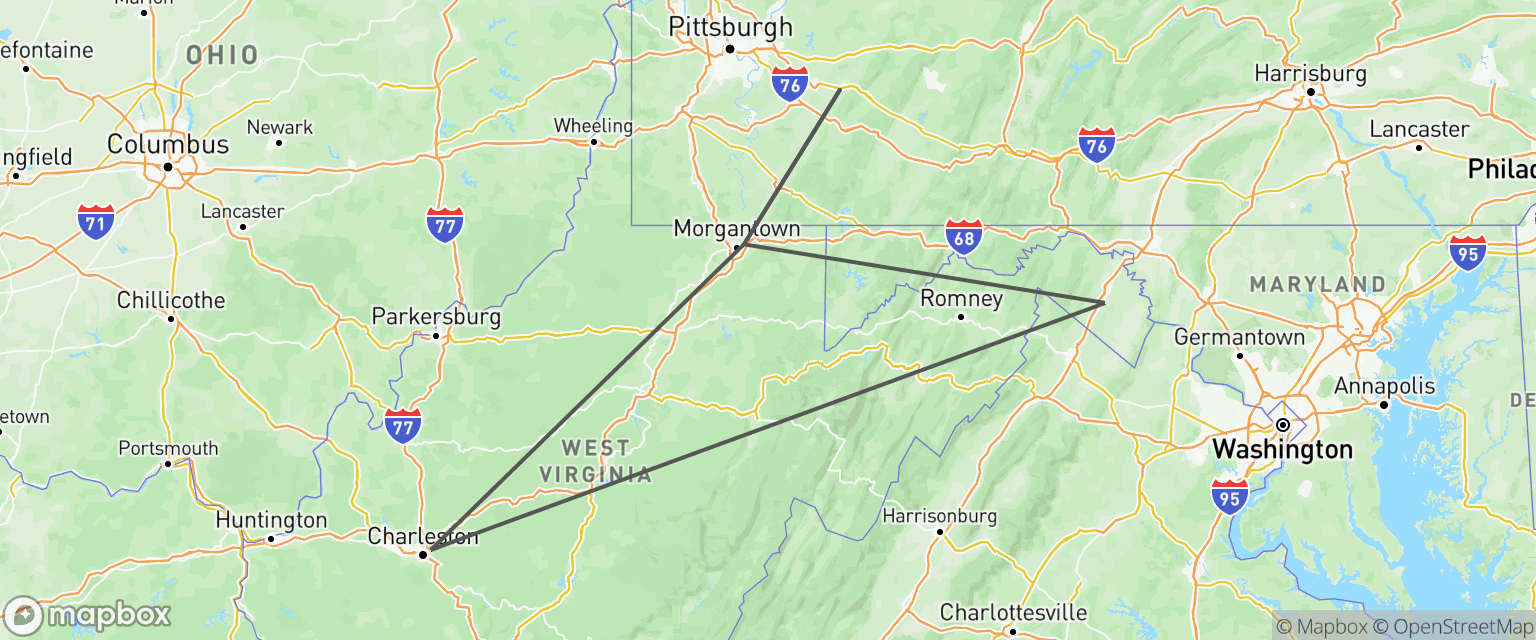 Marion
Pittsburgh
OHIO
efontaine
76
Harrisburg
Newark
Wheeling
Lancaster
Columbus
76
ngfield
Philad
Lancaster
71
77
Morgantown
68
95
MARYLAND
Chillicothe
Romney
Parkersburg
Germantown
Annapolis
DE
etown
77
Portsmouth
WEST
VIRGINIA
Washington
95
Huntington
Harrisonburg
Charleston
Charlottesville
mapbox
© Mapbox © OpenStreetMap